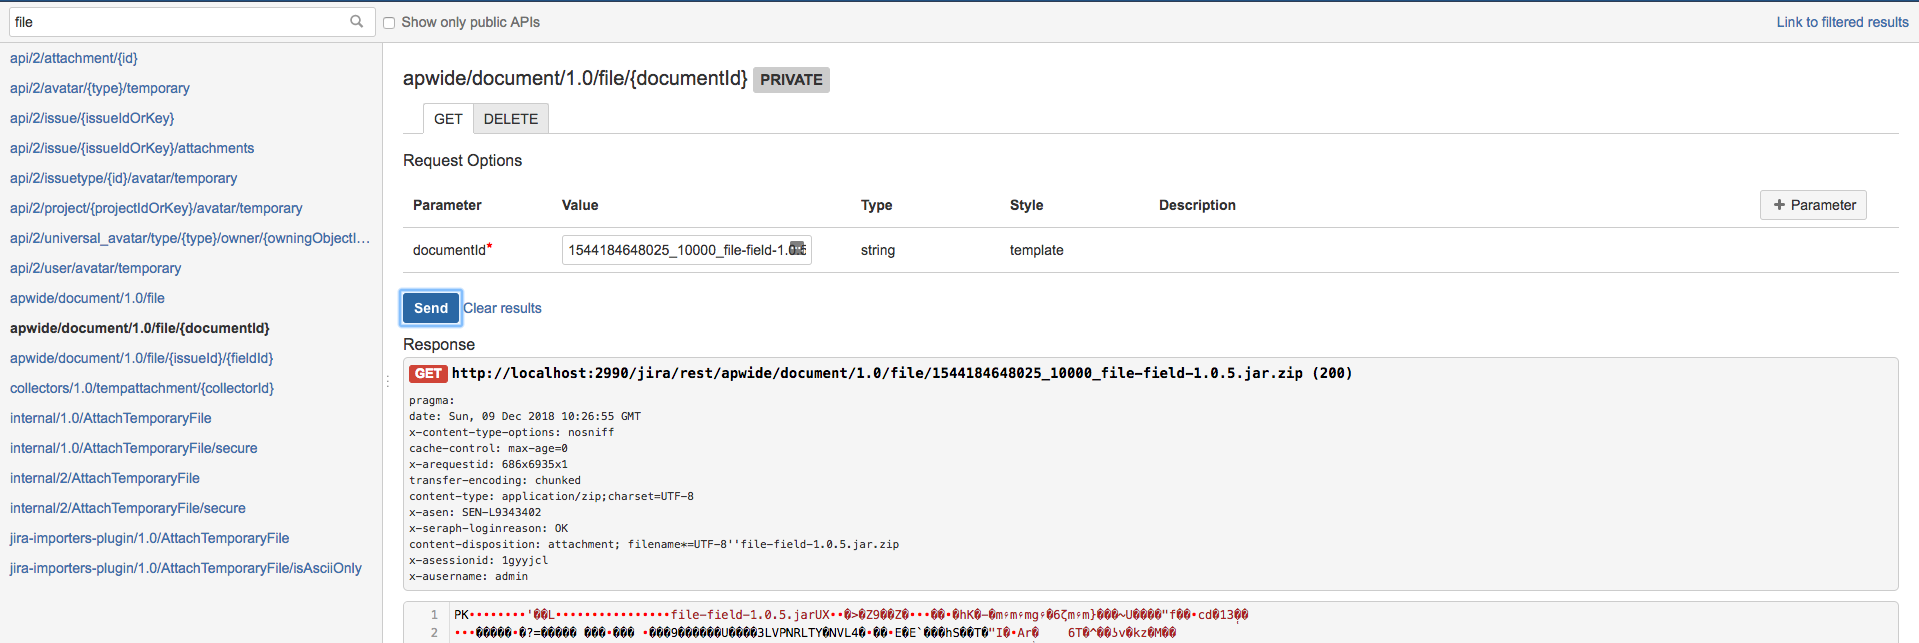 file
Show only public APIs
Link to filtered results
api/2/attachment/{id}
api/2/avatar/{type}/temporary
api/2/issue/{issueIdOrKey}
api/2/issue/{issueIdOrKey}/attachments
api/2/issuetype/{id}/avatar/temporary
api/2/project/{projectIdOrKey}/avatar/temporary
api/2/universal_avatar/type/{type}/owner/{owningObjectI...
api/2/user/avatar/temporary
apwide/document/1.0/file
apwide/document/1.0/file/{documentId}
apwide/document/1.0/file/{issueId}/{fieldId}
collectors/1.0/tempattachment/{collectorId}
internal/1.0/AttachTemporaryFile
internal/1.0/AttachTemporaryFile/secure
internal/2/AttachTemporaryFile
internal/2/AttachTemporaryFile/secure
jira-importers-plugin/1.0/AttachTemporaryFile
jira-importers-plugin/1.0/AttachTemporaryFile/isAsciiOnly
apwide/document/1.0/file/{documentId} PRIVATE
GET DELETE
Request Options
Parameter Value Type Style Description + Parameter
documentId* 1544184648025_10000_file-field-1.0.5 string template
Send Clear results
Response
GET http://localhost:2990/jira/rest/apwide/document/1.0/file/1544184648025_10000_file-field-1.0.5.jar.zip (200)
pragma:
date: Sun, 09 Dec 2018 10:26:55 GMT
x-content-type-options: nosniff
cache-control: max-age=0
x-arequestid: 686x6935x1
transfer-encoding: chunked
content-type: application/zip;charset=UTF-8
x-asen: SEN-L9343402
x-seraph-loginreason: OK
content-disposition: attachment; filename*=UTF-8''file-field-1.0.5.jar.zip
x-asessionid: 1gyyjcl
x-ausername: admin
1 PK
file-field-1.0.5.jarUX
2